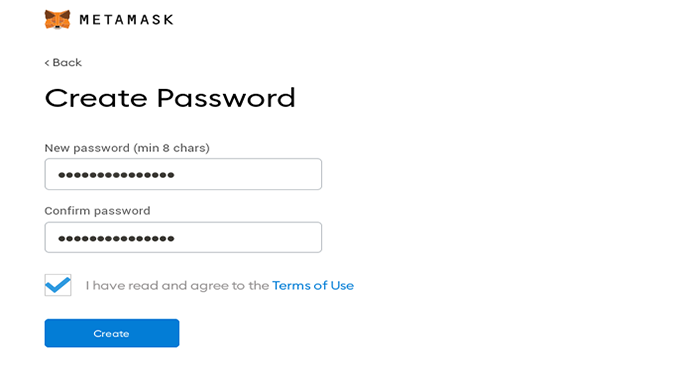 METAMASK
< Back
Create Password
New password (min 8 chars)
•••••••••••••••
Confirm password
•••••••••••••••
I have read and agree to the Terms of Use
Create